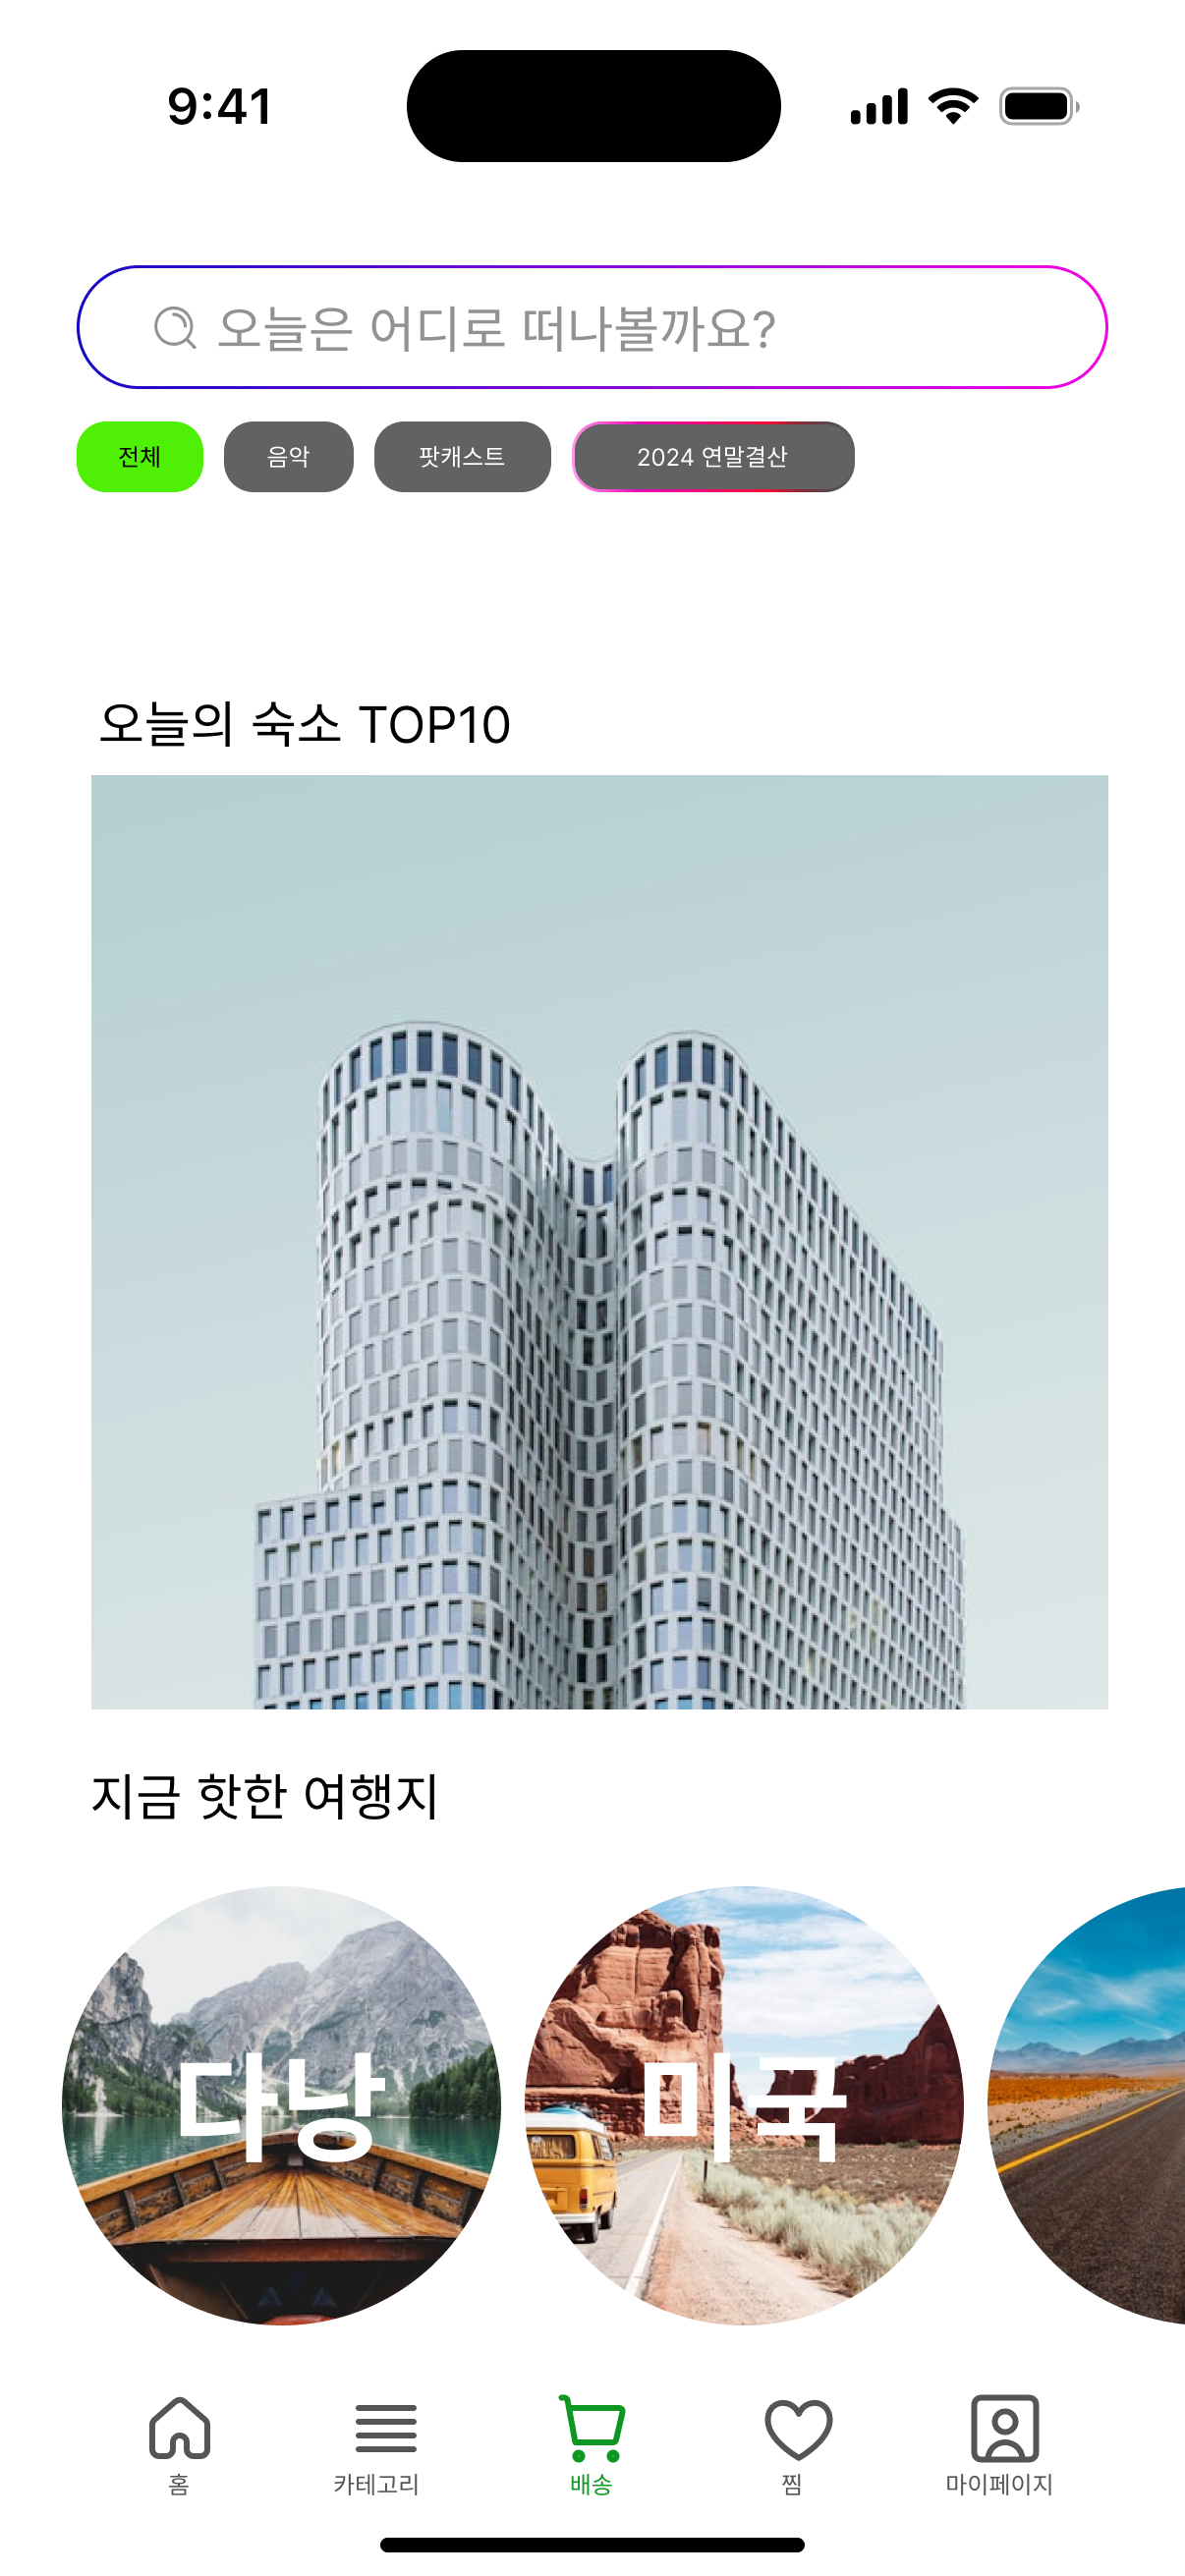 9:41
오늘은 어디로 떠나볼까요?
전체 음악 팟캐스트 2024 연말결산
오늘의 숙소 TOP10
지금 핫한 여행지
다낭 미국
홈 카테고리 배송 찜 마이페이지